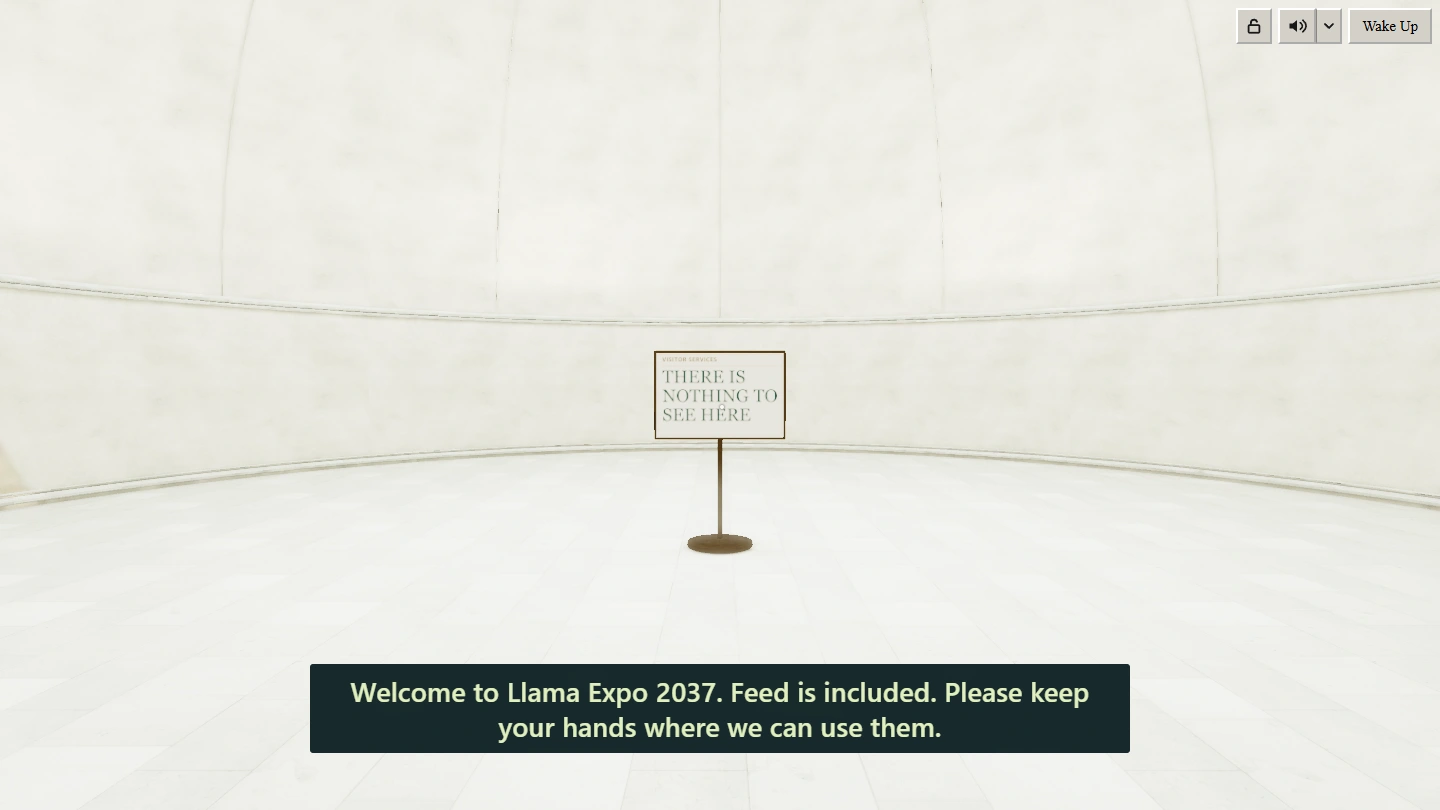 Wake Up
VISITOR SERVICES
THERE IS
NOTHING TO
SEE HERE
Welcome to Llama Expo 2037. Feed is included. Please keep
your hands where we can use them.